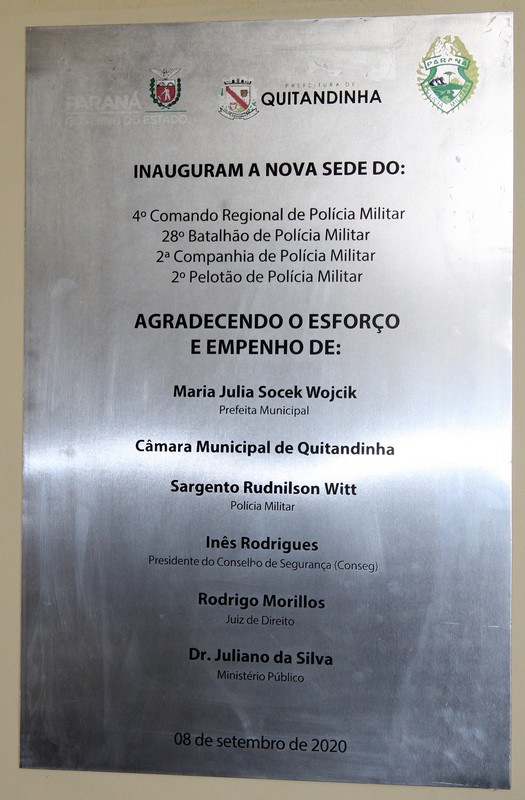 PARANÁ
GOVERNO DO ESTADO
PREFEITURA DE
QUITANDINHA
PARANÁ
POLÍCIA MILITAR
INAUGURAM A NOVA SEDE DO:
4º Comando Regional de Polícia Militar
28º Batalhão de Polícia Militar
2ª Companhia de Polícia Militar
2º Pelotão de Polícia Militar
AGRADECENDO O ESFORÇO
E EMPENHO DE:
Maria Julia Socek Wojcik
Prefeita Municipal
Câmara Municipal de Quitandinha
Sargento Rudnilson Witt
Polícia Militar
Inês Rodrigues
Presidente do Conselho de Segurança (Conseg)
Rodrigo Morillos
Juiz de Direito
Dr. Juliano da Silva
Ministério Público
08 de setembro de 2020